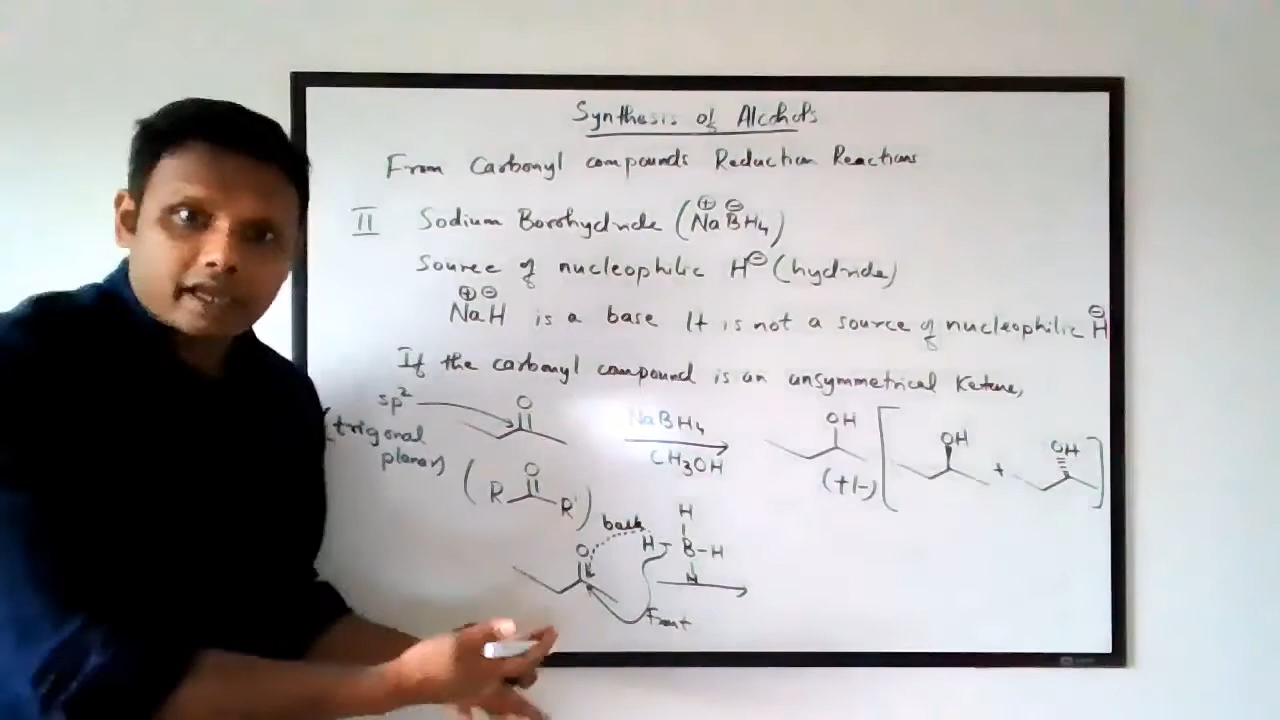 Synthesis of Alcohols
From Carbonyl compounds Reduction Reactions
II Sodium Borohydride (Na⊕B⊖H4)
Source of nucleophilic H⊖ (hydride)
⊕ ⊖
NaH is a base It is not a source of nucleophilic H⊖
If the carbonyl compound is an unsymmetrical Ketone,
sp² O NaBH4 OH OH + OH
(trigonal planar) CH3OH (+/-)
O
(R R')
back H
O H-B-H
H
Front